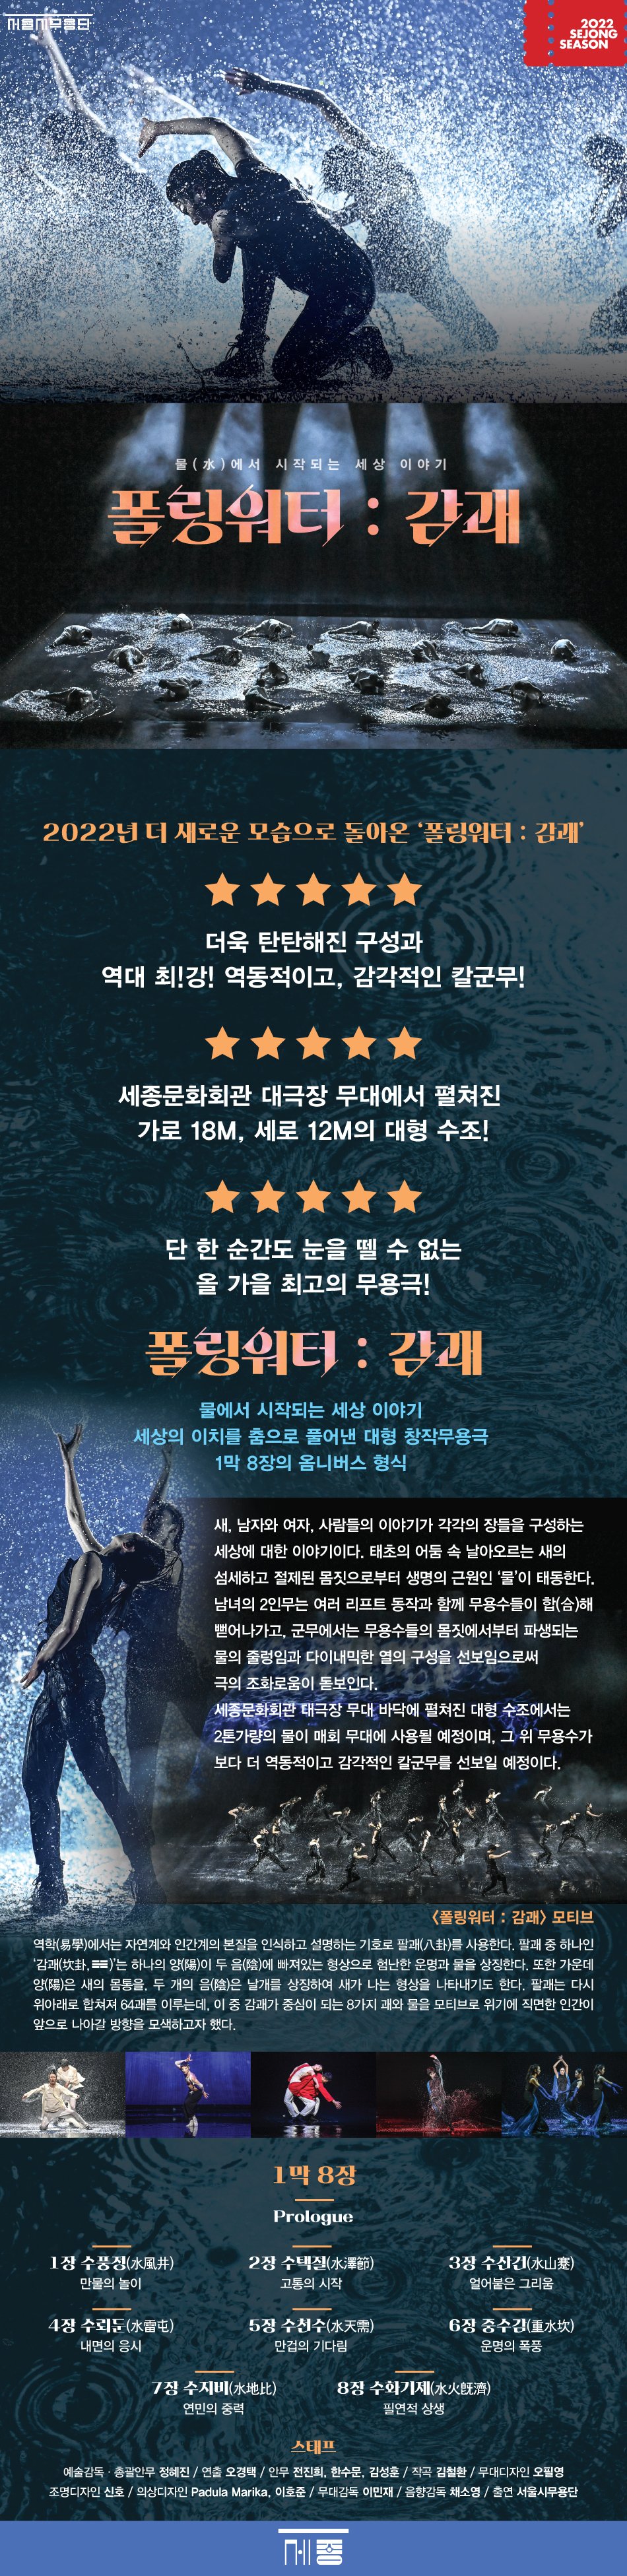 서울시무용단
2022
SEJONG
SEASON
물(水)에서 시작되는 세상 이야기
폴링워터 : 감괘
2022년 더 새로운 모습으로 돌아온 ‘폴링워터 : 감괘’
더욱 탄탄해진 구성과
역대 최!강! 역동적이고, 감각적인 칼군무!
세종문화회관 대극장 무대에서 펼쳐진
가로 18M, 세로 12M의 대형 수조!
단 한 순간도 눈을 뗄 수 없는
올 가을 최고의 무용극!
폴링워터 : 감괘
물에서 시작되는 세상 이야기
세상의 이치를 춤으로 풀어낸 대형 창작무용극
1막 8장의 옴니버스 형식
새, 남자와 여자, 사람들의 이야기가 각각의 장들을 구성하는
세상에 대한 이야기이다. 태초의 어둠 속 날아오르는 새의
섬세하고 절제된 몸짓으로부터 생명의 근원인 ‘물’이 태동한다.
남녀의 2인무는 여러 리프트 동작과 함께 무용수들이 합(合)해
뻗어나가고, 군무에서는 무용수들의 몸짓에서부터 파생되는
물의 출렁임과 다이내믹한 열의 구성을 선보임으로써
극의 조화로움이 돋보인다.
세종문화회관 대극장 무대 바닥에 펼쳐진 대형 수조에서는
2톤가량의 물이 매회 무대에 사용될 예정이며, 그 위 무용수가
보다 더 역동적이고 감각적인 칼군무를 선보일 예정이다.
<폴링워터 : 감괘> 모티브
역학(易學)에서는 자연계와 인간계의 본질을 인식하고 설명하는 기호로 팔괘(八卦)를 사용한다. 팔괘 중 하나인
‘감괘(坎卦, ☵)’는 하나의 양(陽)이 두 음(陰)에 빠져있는 형상으로 험난한 운명과 물을 상징한다. 또한 가운데
양(陽)은 새의 몸통을, 두 개의 음(陰)은 날개를 상징하여 새가 나는 형상을 나타내기도 한다. 팔괘는 다시
위아래로 합쳐져 64괘를 이루는데, 이 중 감괘가 중심이 되는 8가지 괘와 물을 모티브로 위기에 직면한 인간이
앞으로 나아갈 방향을 모색하고자 했다.
1막 8장
Prologue
1장 수풍정(水風井) 2장 수택절(水澤節) 3장 수산건(水山蹇)
만물의 놀이 고통의 시작 얼어붙은 그리움
4장 수뢰둔(水雷屯) 5장 수천수(水天需) 6장 중수감(重水坎)
내면의 응시 만겁의 기다림 운명의 폭풍
7장 수지비(水地比) 8장 수화기제(水火旣濟)
연민의 중력 필연적 상생
스태프
예술감독 · 총괄안무 정혜진 / 연출 오경택 / 안무 전진희, 한수문, 김성훈 / 작곡 김철환 / 무대디자인 오필영
조명디자인 신호 / 의상디자인 Padula Marika, 이호준 / 무대감독 이민재 / 음향감독 채소영 / 출연 서울시무용단
세종